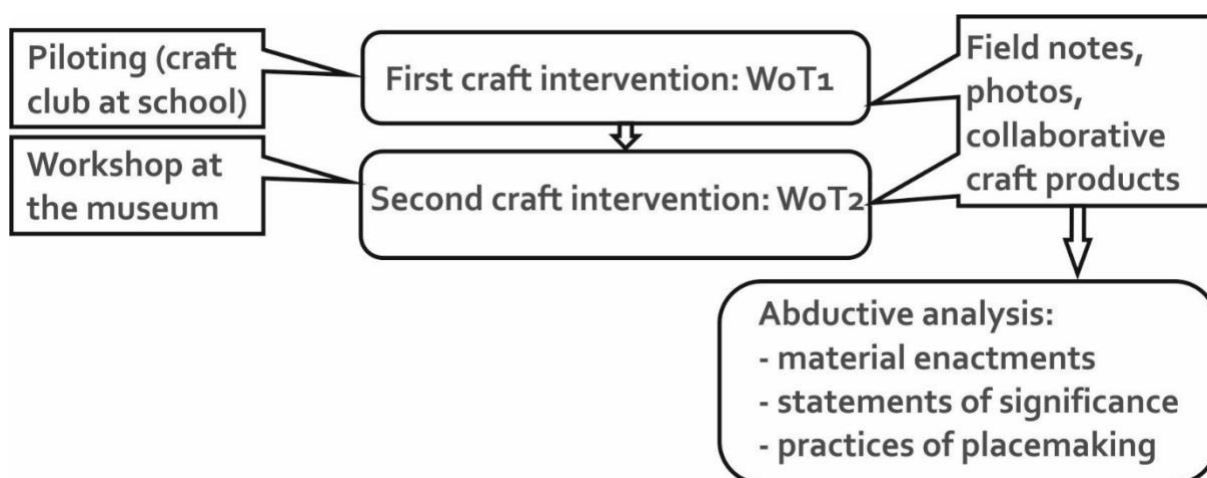 Piloting (craft
club at school)
First craft intervention: WoT1
Field notes,
photos,
collaborative
craft products
Workshop at
the museum
Second craft intervention: WoT2
Abductive analysis:
- material enactments
- statements of significance
- practices of placemaking